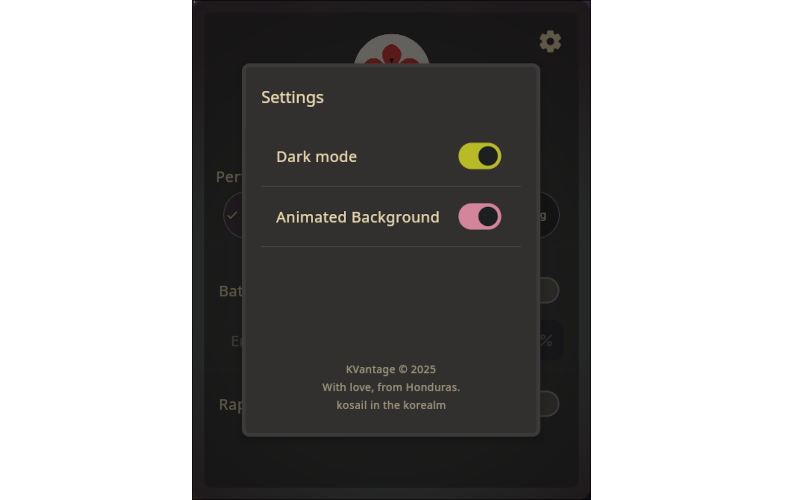 Settings
Dark mode
Animated Background
KVantage © 2025
With love, from Honduras.
kosail in the korealm
%